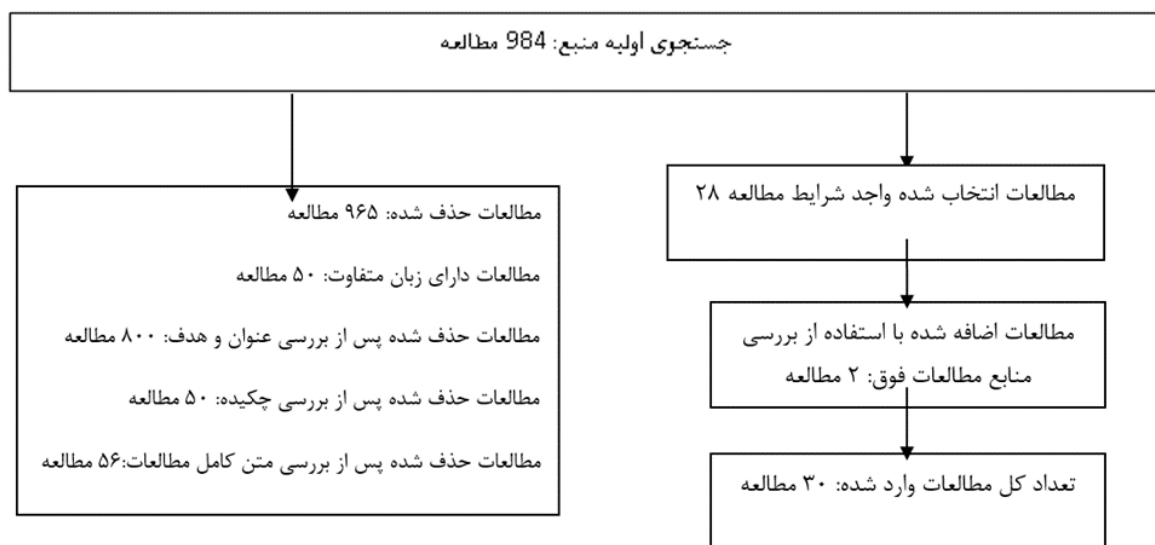 جستجوی اولیه منبع: 984 مطالعه
مطالعات انتخاب شده واجد شرایط مطالعه ۲۸
مطالعات اضافه شده با استفاده از بررسی
منابع مطالعات فوق: ۲ مطالعه
تعداد کل مطالعات وارد شده: ۳۰ مطالعه
مطالعات حذف شده: ۹۶۵ مطالعه
مطالعات دارای زبان متفاوت: ۵۰ مطالعه
مطالعات حذف شده پس از بررسی عنوان و هدف: ۸۰۰ مطالعه
مطالعات حذف شده پس از بررسی چکیده: ۵۰ مطالعه
مطالعات حذف شده پس از بررسی متن کامل مطالعات:۵۶ مطالعه